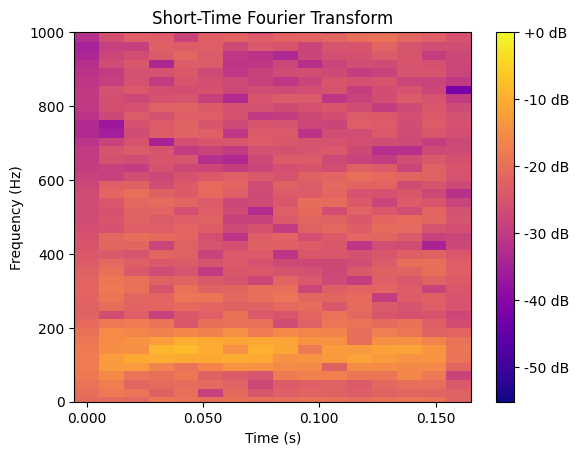 Short-Time Fourier Transform
1000
800
600
400
200
0
Frequency (Hz)
0.000
0.050
0.100
0.150
Time (s)
+0 dB
-10 dB
-20 dB
-30 dB
-40 dB
-50 dB